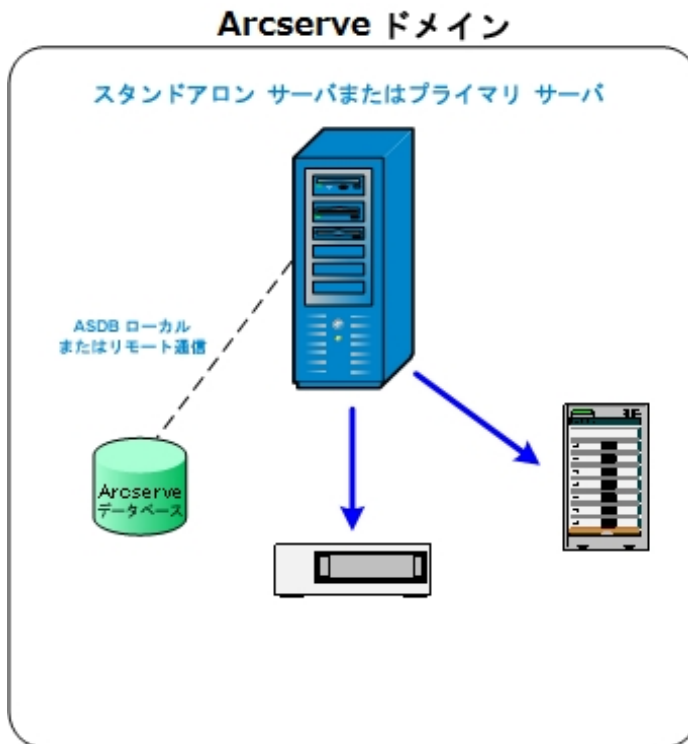 Arcserve ドメイン
スタンドアロン サーバまたはプライマリ サーバ
ASDB ローカル
またはリモート通信
Arcserve
データベース